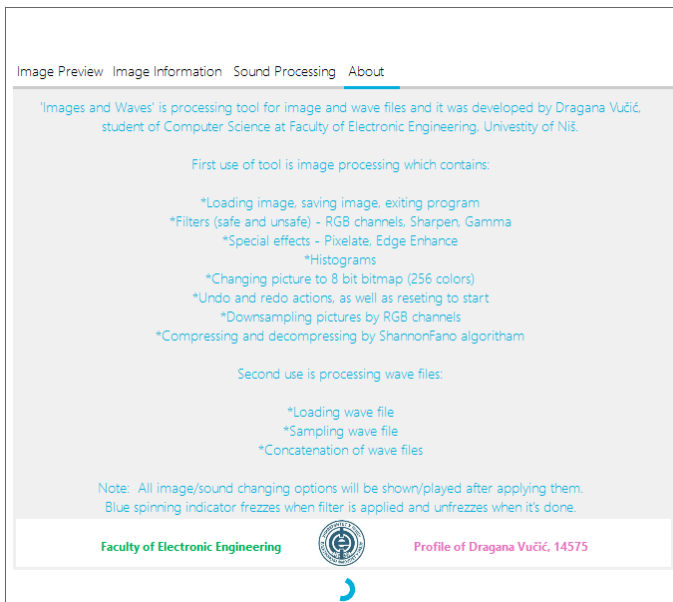 Image Preview Image Information Sound Processing About
'Images and Waves' is processing tool for image and wave files and it was developed by Dragana Vučić,
student of Computer Science at Faculty of Electronic Engineering, Univestity of Niš.
First use of tool is image processing which contains:
*Loading image, saving image, exiting program
*Filters (safe and unsafe) - RGB channels, Sharpen, Gamma
*Special effects - Pixelate, Edge Enhance
*Histograms
*Changing picture to 8 bit bitmap (256 colors)
*Undo and redo actions, as well as reseting to start
*Downsampling pictures by RGB channels
*Compressing and decompressing by ShannonFano algoritham
Second use is processing wave files:
*Loading wave file
*Sampling wave file
*Concatenation of wave files
Note:  All image/sound changing options will be shown/played after applying them.
Blue spinning indicator frezzes when filter is applied and unfrezzes when it's done.
Faculty of Electronic Engineering
Profile of Dragana Vučić, 14575